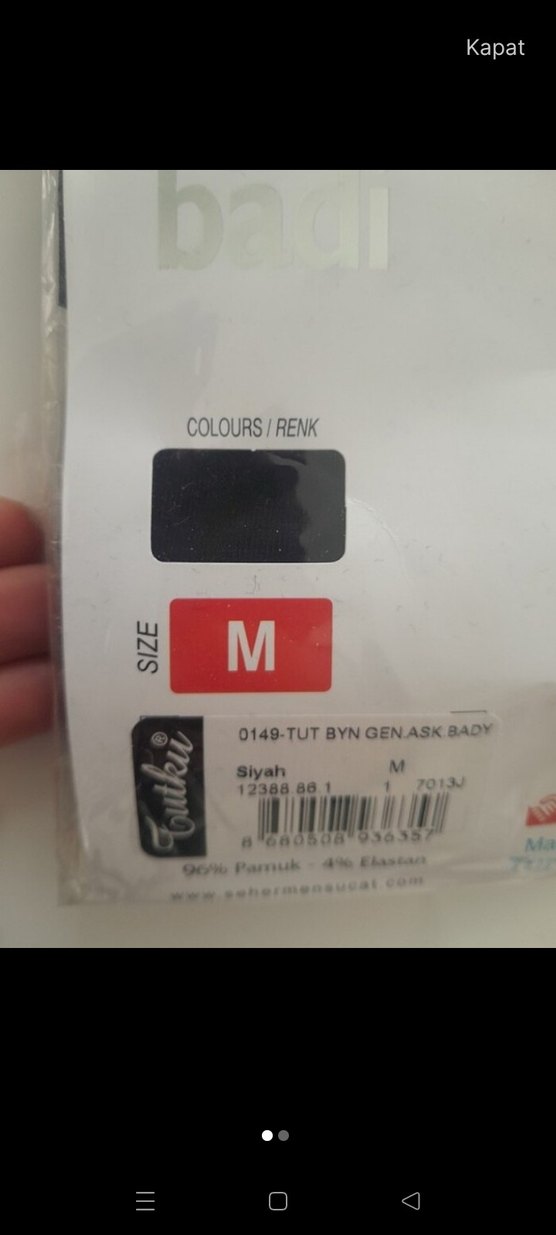 Kapat
badi
COLOURS / RENK
SIZE
M
Tutku®
0149-TUT BYN GEN.ASK.BADY
Siyah M
12388.86.1 1 7013J
8 680508 936357
96% Pamuk - 4% Elastan
www.sehermensucat.com
Ma